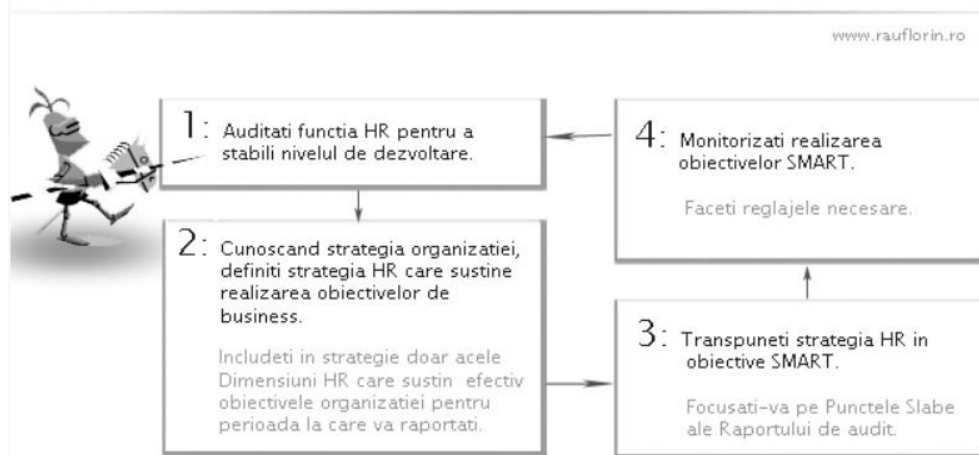 www.rauflorin.ro
1: Auditati functia HR pentru a
stabili nivelul de dezvoltare.
2: Cunoscand strategia organizatiei,
definiti strategia HR care sustine
realizarea obiectivelor de
business.
Includeti in strategie doar acele
Dimensiuni HR care sustin efectiv
obiectivele organizatiei pentru
perioada la care va raportati.
3: Transpuneti strategia HR in
obiective SMART.
Focusati-va pe Punctele Slabe
ale Raportului de audit.
4: Monitorizati realizarea
obiectivelor SMART.
Faceti reglajele necesare.